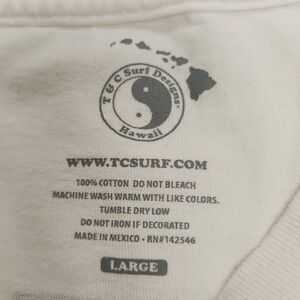 T & C Surf Designs®
Hawaii
WWW.TCSURF.COM
100% COTTON DO NOT BLEACH
MACHINE WASH WARM WITH LIKE COLORS.
TUMBLE DRY LOW
DO NOT IRON IF DECORATED
MADE IN MEXICO • RN#142546
LARGE